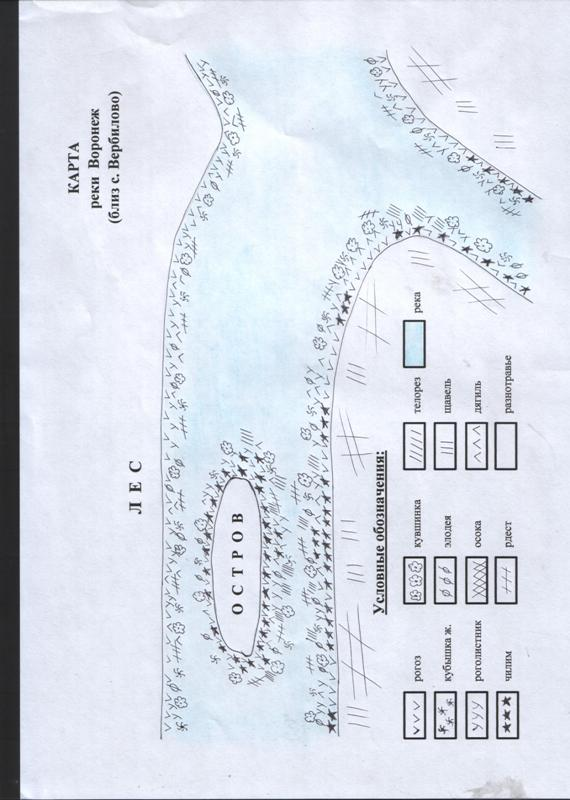 КАРТА
реки Воронеж
(близ с. Вербилово)
ЛЕС
ОСТРОВ
Условные обозначения:
рогоз
кубышка ж.
роголистник
чилим
кувшинка
элодея
осока
рдест
телорез
щавель
дягиль
разнотравье
река